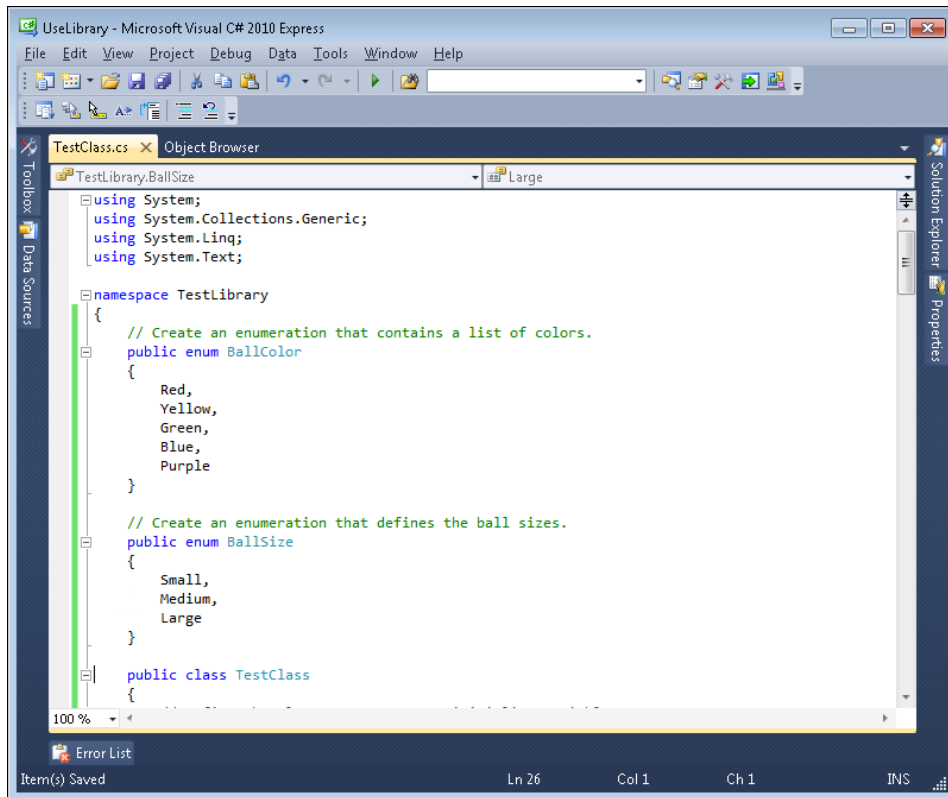 UseLibrary - Microsoft Visual C# 2010 Express
File Edit View Project Debug Data Tools Window Help
TestClass.cs Object Browser
TestLibrary.BallSize Large
using System;
using System.Collections.Generic;
using System.Linq;
using System.Text;
namespace TestLibrary
{
// Create an enumeration that contains a list of colors.
public enum BallColor
{
Red,
Yellow,
Green,
Blue,
Purple
}
// Create an enumeration that defines the ball sizes.
public enum BallSize
{
Small,
Medium,
Large
}
public class TestClass
{
100 %
Toolbox
Data Sources
Solution Explorer
Properties
Error List
Item(s) Saved Ln 26 Col 1 Ch 1 INS